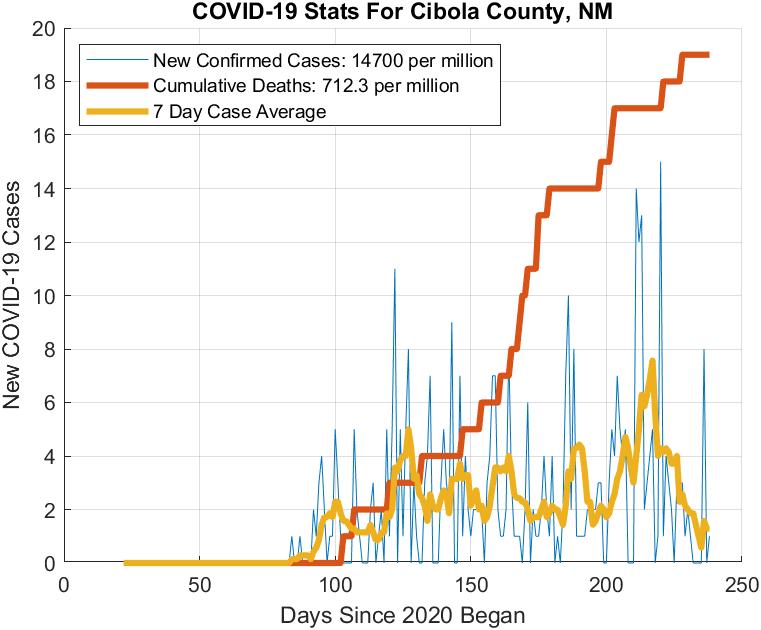 COVID-19 Stats For Cibola County, NM
New Confirmed Cases: 14700 per million
Cumulative Deaths: 712.3 per million
7 Day Case Average
New COVID-19 Cases
20
18
16
14
12
10
8
6
4
2
0
0 50 100 150 200 250
Days Since 2020 Began